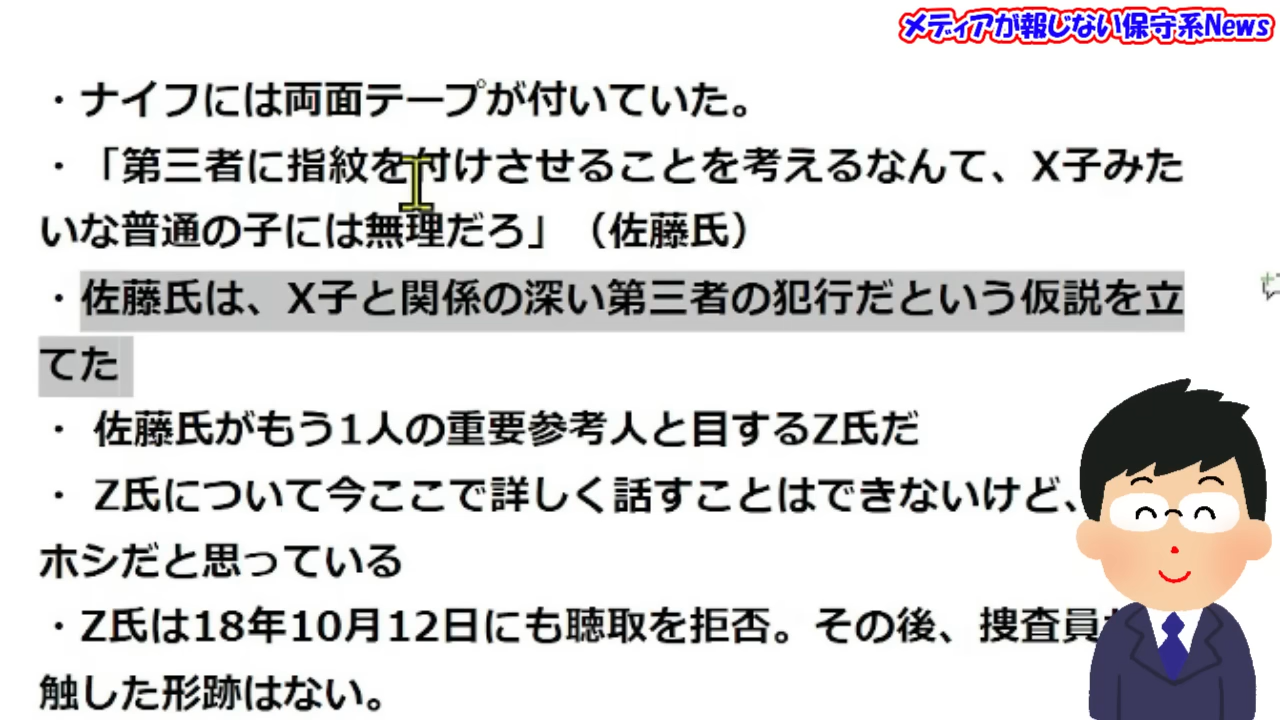 メディアが報じない保守系News
・ナイフには両面テープが付いていた。
・「第三者に指紋を付けさせることを考えるなんて、X子みた
いな普通の子には無理だろ」（佐藤氏）
・佐藤氏は、X子と関係の深い第三者の犯行だという仮説を立
てた
・ 佐藤氏がもう1人の重要参考人と目するZ氏だ
・ Z氏について今ここで詳しく話すことはできないけど、
ホシだと思っている
・Z氏は18年10月12日にも聴取を拒否。その後、捜査員
触した形跡はない。